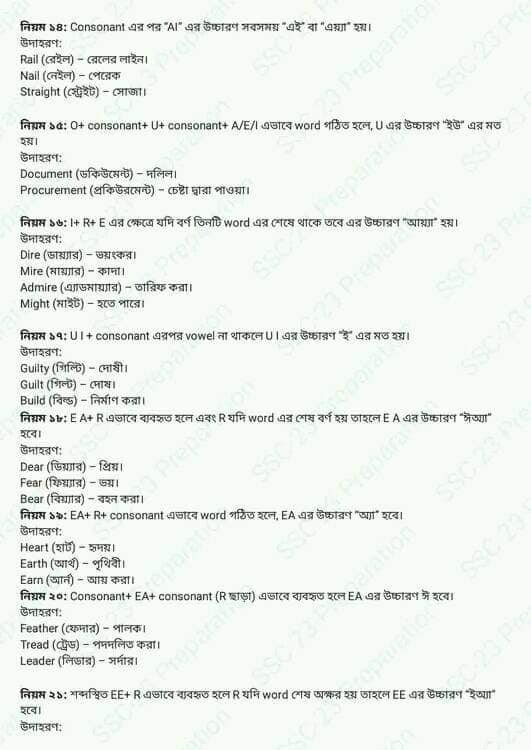 নিয়ম ১৪: Consonant এর পর "AI" এর উচ্চারণ সবসময় "এই" বা "এয়্যা" হয়।
উদাহরণ:
Rail (রেইল) – রেলের লাইন।
Nail (নেইল) – পেরেক
Straight (স্ট্রেইট) – সোজা।
নিয়ম ১৫: O+ consonant+ U+ consonant+ A/E/I এভাবে word গঠিত হলে, U এর উচ্চারণ "ইউ" এর মত
হয়।
উদাহরণ:
Document (ডকিউমেন্ট) – দলিল।
Procurement (প্রকিউরমেন্ট) – চেষ্টা দ্বারা পাওয়া।
নিয়ম ১৬: I+ R+ E এর ক্ষেত্রে যদি বর্ণ তিনটি word এর শেষে থাকে তবে এর উচ্চারণ "আয়্যা" হয়।
উদাহরণ:
Dire (ডায়্যার) – ভয়ংকর।
Mire (মায়্যার) – কাদা।
Admire (এ্যাডমায়্যার) – তারিফ করা।
Might (মাইট) – হতে পারে।
নিয়ম ১৭: U I + consonant এরপর vowel না থাকলে U I এর উচ্চারণ "ই" এর মত হয়।
উদাহরণ:
Guilty (গিল্টি) – দোষী।
Guilt (গিল্ট) – দোষ।
Build (বিল্ড) – নির্মাণ করা।
নিয়ম ১৮: E A+ R এভাবে ব্যবহৃত হলে এবং R যদি word এর শেষ বর্ণ হয় তাহলে E A এর উচ্চারণ "ঈঅ্যা"
হবে।
উদাহরণ:
Dear (ডিয়্যার) – প্রিয়।
Fear (ফিয়্যার) – ভয়।
Bear (বিয়্যার) – বহন করা।
নিয়ম ১৯: EA+ R+ consonant এভাবে word গঠিত হলে, EA এর উচ্চারণ "অ্যা" হবে।
উদাহরণ:
Heart (হার্ট) – হৃদয়।
Earth (আর্থ) – পৃথিবী।
Earn (আর্ন) – আয় করা।
নিয়ম ২০: Consonant+ EA+ consonant (R ছাড়া) এভাবে ব্যবহৃত হলে EA এর উচ্চারণ ঈ হবে।
উদাহরণ:
Feather (ফেদার) – পালক।
Tread (ট্রেড) – পদদলিত করা।
Leader (লিডার) – সর্দার।
নিয়ম ২১: শব্দস্থিত EE+ R এভাবে ব্যবহৃত হলে R যদি word শেষ অক্ষর হয় তাহলে EE এর উচ্চারণ "ইঅ্যা"
হবে।
উদাহরণ: